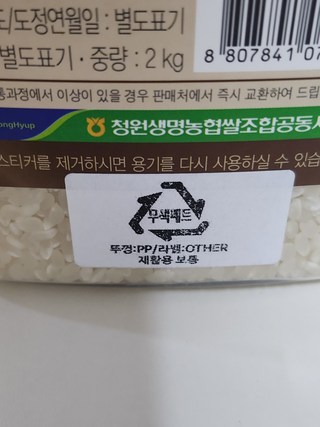 도/도정연월일 : 별도표기
별도표기 · 중량 : 2 kg
8 807841 07
통과정에서 이상이 있을 경우 판매처에서 즉시 교환하여 드립
ongHyup
청원생명농협쌀조합공동사
스티커를 제거하시면 용기를 다시 사용하실 수 있습
무색페트
뚜껑:PP/라벨:OTHER
재활용 보통